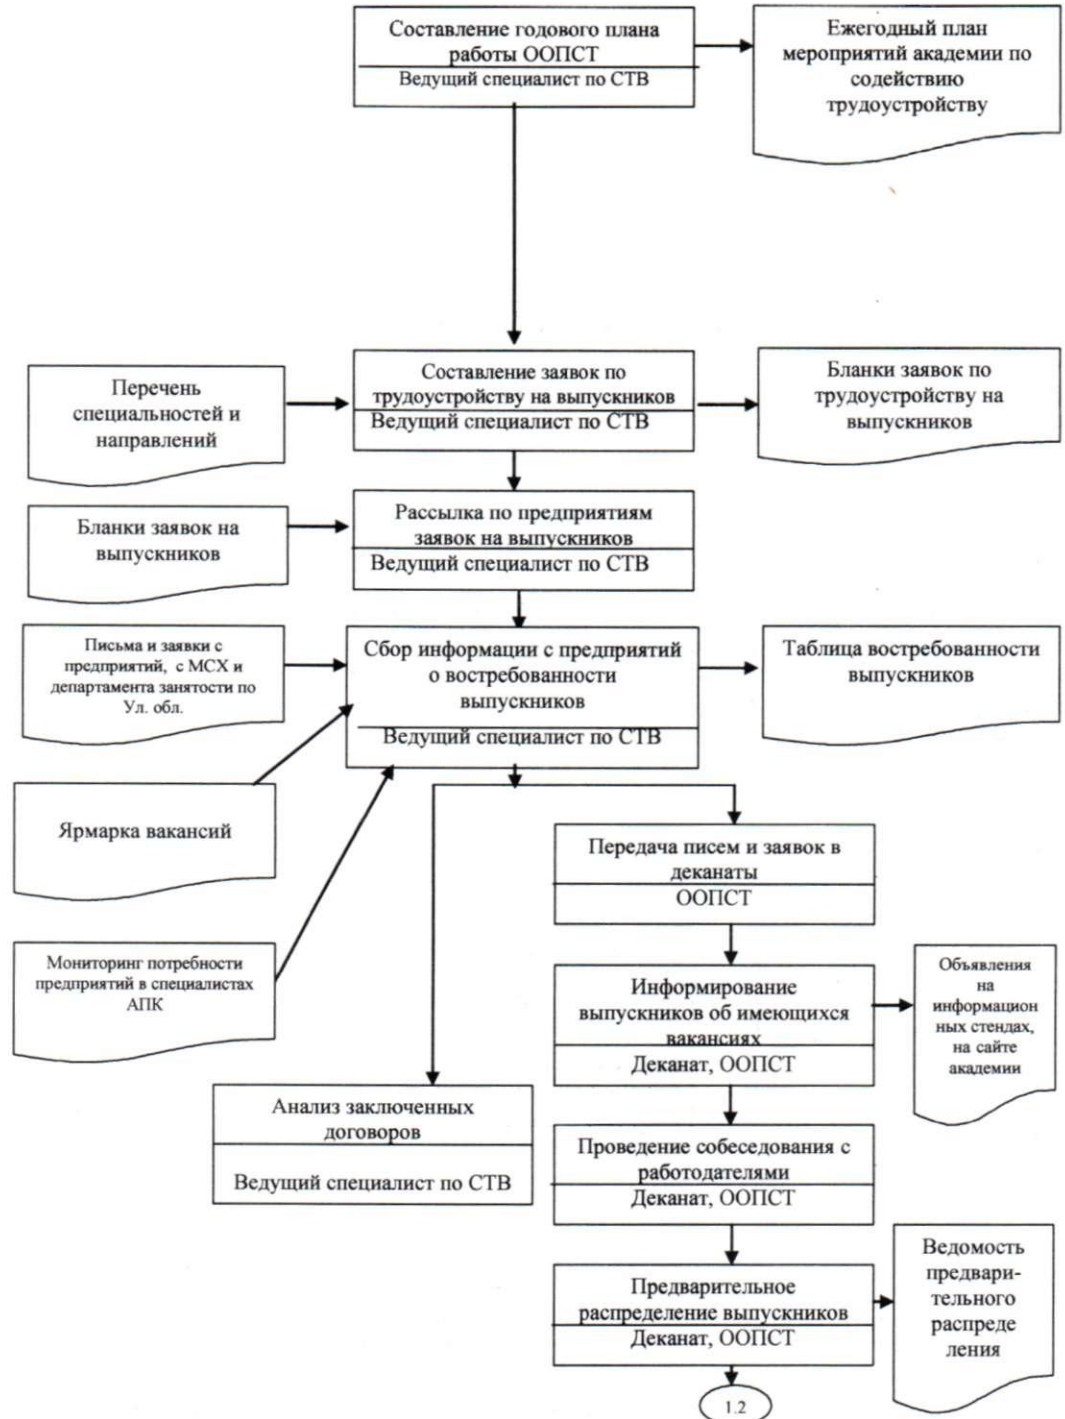 Составление годового плана
работы ООПСТ
Ведущий специалист по СТВ
Ежегодный план
мероприятий академии по
содействию
трудоустройству
Перечень
специальностей и
направлений
Составление заявок по
трудоустройству на выпускников
Ведущий специалист по СТВ
Бланки заявок по
трудоустройству на
выпускников
Бланки заявок на
выпускников
Рассылка по предприятиям
заявок на выпускников
Ведущий специалист по СТВ
Письма и заявки с
предприятий, с МСХ и
департамента занятости по
Ул. обл.
Сбор информации с предприятий
о востребованности
выпускников
Ведущий специалист по СТВ
Таблица востребованности
выпускников
Ярмарка вакансий
Мониторинг потребности
предприятий в специалистах
АПК
Передача писем и заявок в
деканаты
ООПСТ
Информирование
выпускников об имеющихся
вакансиях
Деканат, ООПСТ
Объявления
на
информацион
ных стендах,
на сайте
академии
Анализ заключенных
договоров
Ведущий специалист по СТВ
Проведение собеседования с
работодателями
Деканат, ООПСТ
Предварительное
распределение выпускников
Деканат, ООПСТ
Ведомость
предвари-
тельного
распреде
ления
1.2